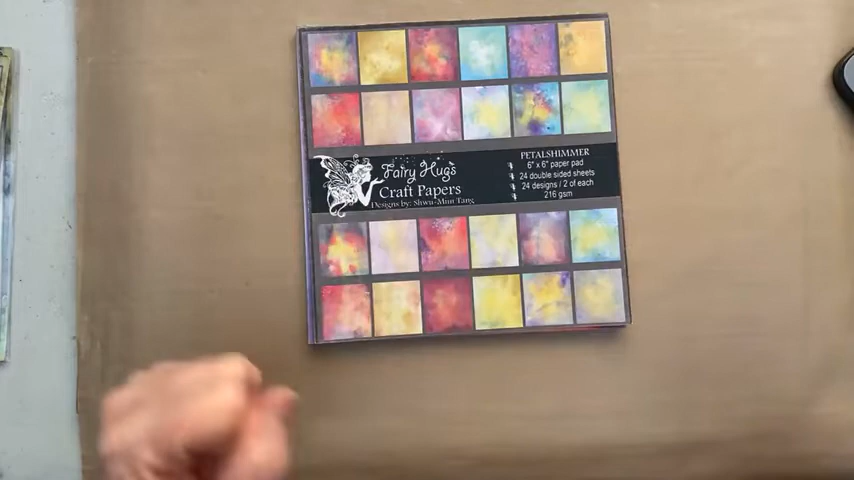 Fairy Hugs
Craft Papers
Designs by: Shwu-Miin Tang
PETALSHIMMER
6" x 6" paper pad
24 double sided sheets
24 designs / 2 of each
216 gsm